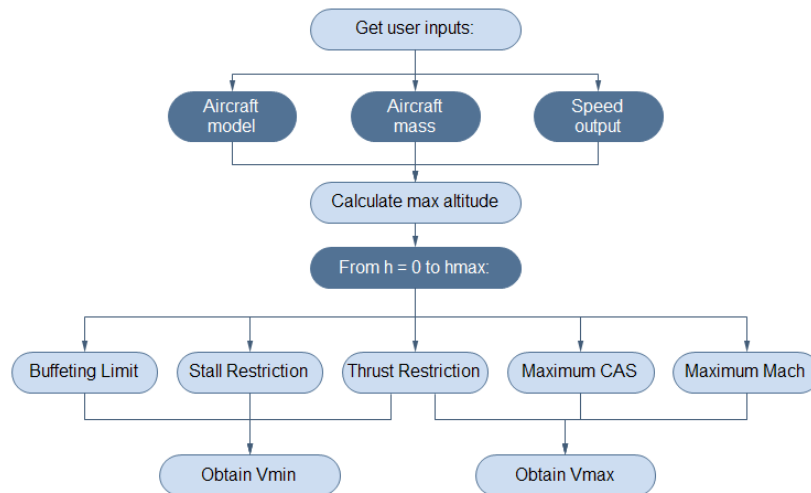 Get user inputs:
Aircraft
model
Aircraft
mass
Speed
output
Calculate max altitude
From h = 0 to hmax:
Buffeting Limit
Stall Restriction
Thrust Restriction
Maximum CAS
Maximum Mach
Obtain Vmin
Obtain Vmax